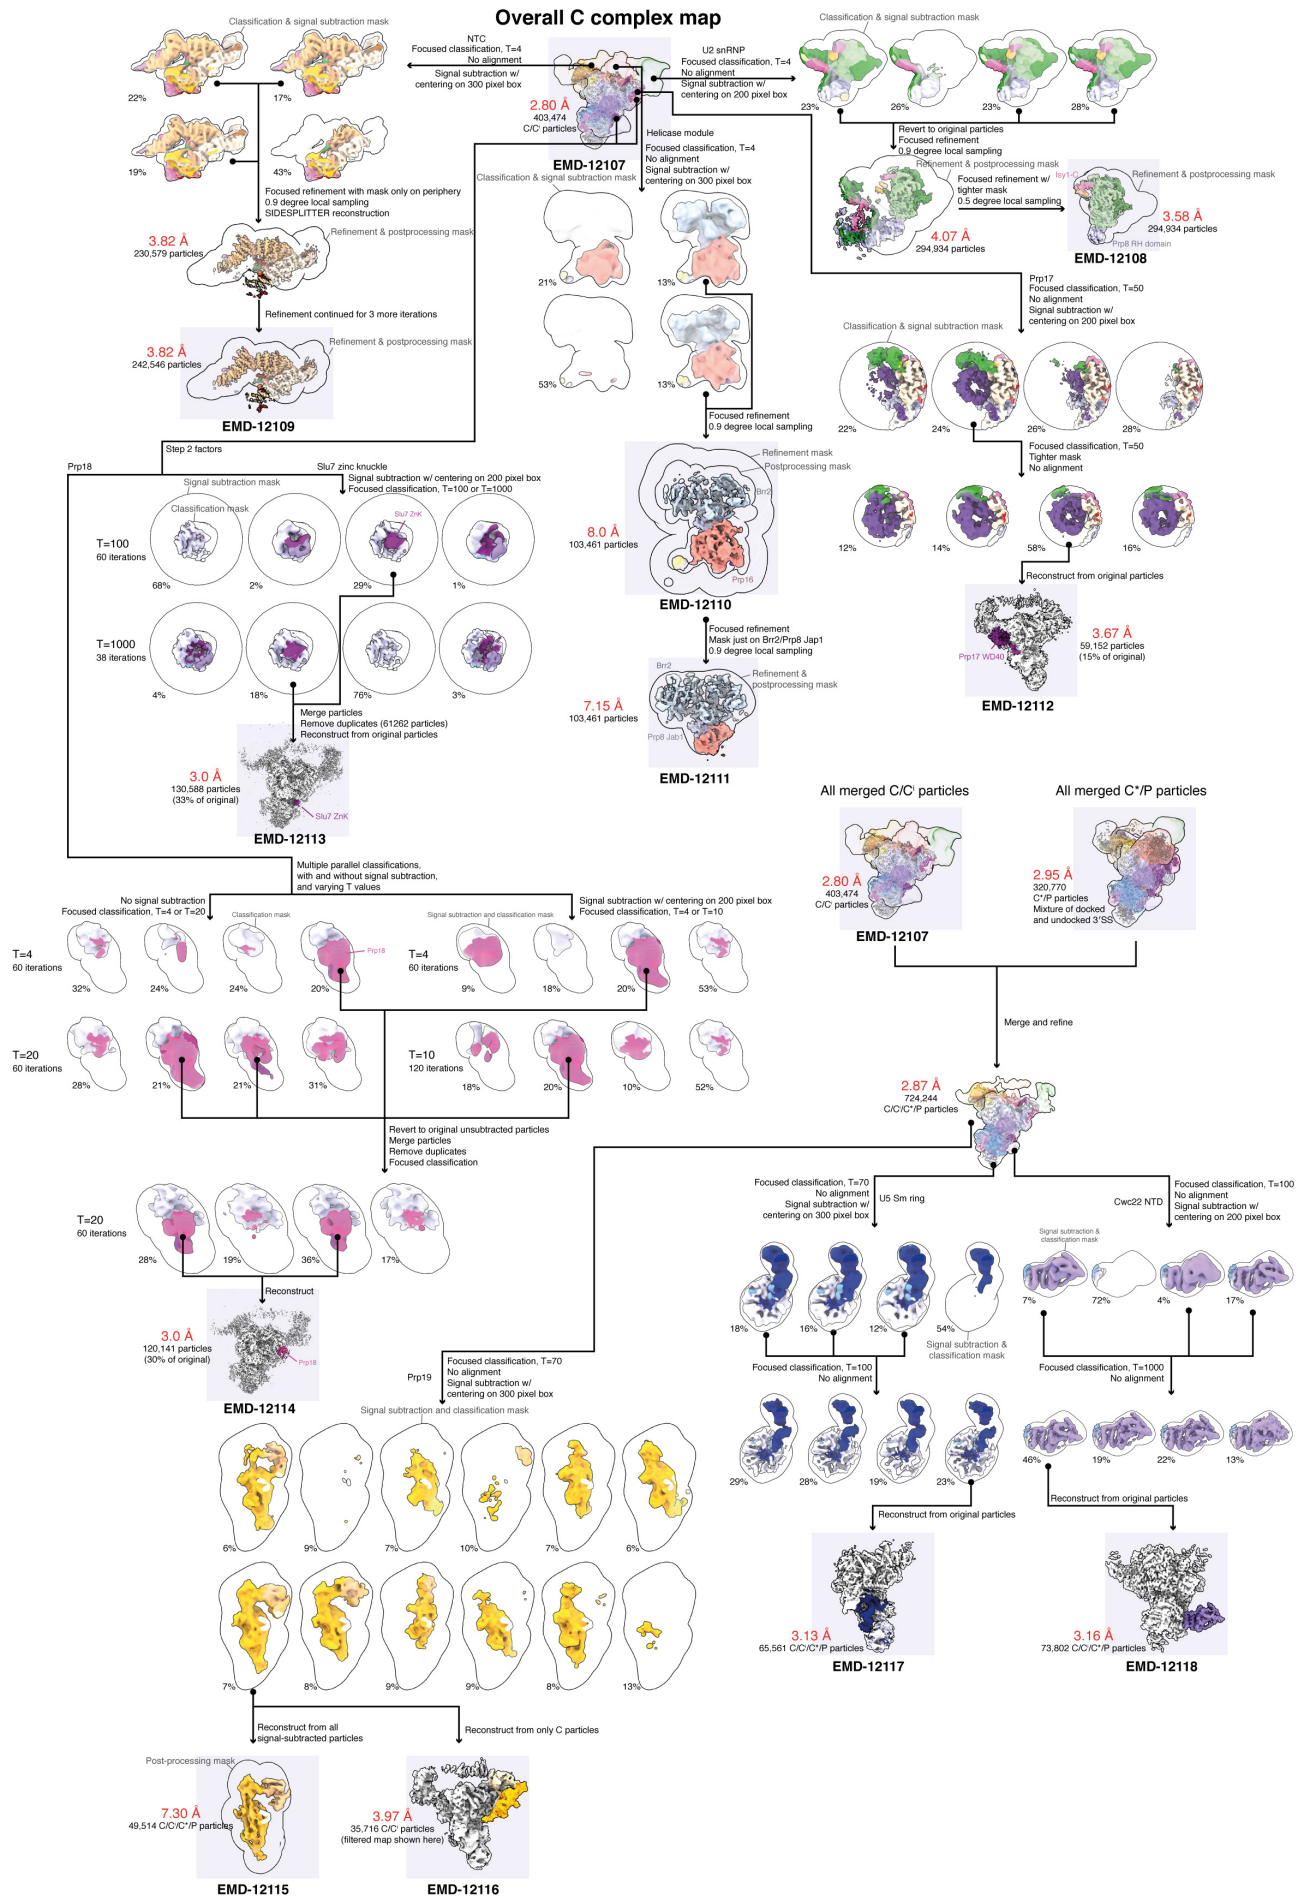 Overall C complex map
Classification & signal subtraction mask
22%
17%
19%
43%
NTC
Focused classification, T=4
No alignment
Signal subtraction w/
centering on 300 pixel box
2.80 Å
403,474
C/Cⁱ particles
EMD-12107
U2 snRNP
Focused classification, T=4
No alignment
Signal subtraction w/
centering on 200 pixel box
Classification & signal subtraction mask
23%
26%
23%
28%
Revert to original particles
Focused refinement
0.9 degree local sampling
Refinement & postprocessing mask
Focused refinement w/
tighter mask
0.5 degree local sampling
4.07 Å
294,934 particles
Isy1-C
Refinement & postprocessing mask
3.58 Å
294,934 particles
Prp8 RH domain
EMD-12108
Focused refinement with mask only on periphery
0.9 degree local sampling
SIDESPLITTER reconstruction
3.82 Å
230,579 particles
Refinement & postprocessing mask
Refinement continued for 3 more iterations
3.82 Å
242,546 particles
Refinement & postprocessing mask
EMD-12109
Helicase module
Focused classification, T=4
No alignment
Signal subtraction w/
centering on 300 pixel box
Classification & signal subtraction mask
21%
13%
53%
13%
Focused refinement
0.9 degree local sampling
Refinement mask
Postprocessing mask
Brr2
8.0 Å
103,461 particles
Prp16
EMD-12110
Focused refinement
Mask just on Brr2/Prp8 Jab1
0.9 degree local sampling
Brr2
Refinement &
postprocessing mask
7.15 Å
103,461 particles
Prp8 Jab1
EMD-12111
Prp17
Focused classification, T=50
No alignment
Signal subtraction w/
centering on 200 pixel box
Classification & signal subtraction mask
22%
24%
26%
28%
Focused classification, T=50
Tighter mask
No alignment
12%
14%
58%
16%
Reconstruct from original particles
3.67 Å
59,152 particles
(15% of original)
Prp17 WD40
EMD-12112
Step 2 factors
Prp18
Slu7 zinc knuckle
Signal subtraction w/ centering on 200 pixel box
Focused classification, T=100 or T=1000
Signal subtraction mask
Classification mask
Slu7 ZnK
T=100
60 iterations
68%
2%
29%
1%
T=1000
38 iterations
4%
18%
76%
3%
Merge particles
Remove duplicates (61262 particles)
Reconstruct from original particles
3.0 Å
130,588 particles
(33% of original)
Slu7 ZnK
EMD-12113
Multiple parallel classifications,
with and without signal subtraction,
and varying T values
No signal subtraction
Focused classification, T=4 or T=20
Signal subtraction w/ centering on 200 pixel box
Focused classification, T=4 or T=10
Classification mask
Signal subtraction and classification mask
Prp18
T=4
60 iterations
32%
24%
24%
20%
T=4
60 iterations
9%
18%
20%
53%
T=20
60 iterations
28%
21%
21%
31%
T=10
120 iterations
18%
20%
10%
52%
Revert to original unsubtracted particles
Merge particles
Remove duplicates
Focused classification
T=20
60 iterations
28%
19%
36%
17%
Reconstruct
3.0 Å
120,141 particles
(30% of original)
Prp18
EMD-12114
All merged C/Cⁱ particles
All merged C*/P particles
2.80 Å
403,474
C/Cⁱ particles
EMD-12107
2.95 Å
320,770
C*/P particles
Mixture of docked
and undocked 3'SS
Merge and refine
2.87 Å
724,244
C/Cⁱ/C*/P particles
Focused classification, T=70
No alignment
Signal subtraction w/
centering on 300 pixel box
U5 Sm ring
Cwc22 NTD
Focused classification, T=100
No alignment
Signal subtraction w/
centering on 200 pixel box
18%
16%
12%
54%
Signal subtraction &
classification mask
Signal subtraction &
classification mask
7%
72%
4%
17%
Focused classification, T=100
No alignment
Focused classification, T=1000
No alignment
29%
28%
19%
23%
46%
19%
22%
13%
Reconstruct from original particles
Reconstruct from original particles
3.13 Å
65,561 C/Cⁱ/C*/P particles
EMD-12117
3.16 Å
73,802 C/Cⁱ/C*/P particles
EMD-12118
Prp19
Focused classification, T=70
No alignment
Signal subtraction w/
centering on 300 pixel box
Signal subtraction and classification mask
6%
9%
7%
10%
7%
6%
7%
8%
9%
9%
8%
13%
Reconstruct from all
signal-subtracted particles
Reconstruct from only C particles
Post-processing mask
7.30 Å
49,514 C/Cⁱ/C*/P particles
EMD-12115
3.97 Å
35,716 C/Cⁱ particles
(filtered map shown here)
EMD-12116